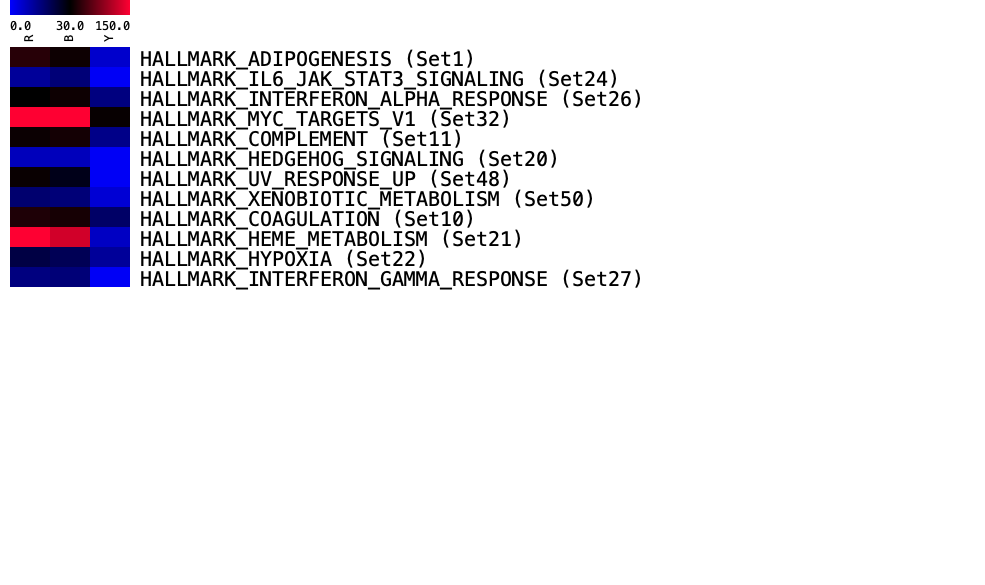 0.0 30.0 150.0
R B Y
HALLMARK_ADIPOGENESIS (Set1)
HALLMARK_IL6_JAK_STAT3_SIGNALING (Set24)
HALLMARK_INTERFERON_ALPHA_RESPONSE (Set26)
HALLMARK_MYC_TARGETS_V1 (Set32)
HALLMARK_COMPLEMENT (Set11)
HALLMARK_HEDGEHOG_SIGNALING (Set20)
HALLMARK_UV_RESPONSE_UP (Set48)
HALLMARK_XENOBIOTIC_METABOLISM (Set50)
HALLMARK_COAGULATION (Set10)
HALLMARK_HEME_METABOLISM (Set21)
HALLMARK_HYPOXIA (Set22)
HALLMARK_INTERFERON_GAMMA_RESPONSE (Set27)